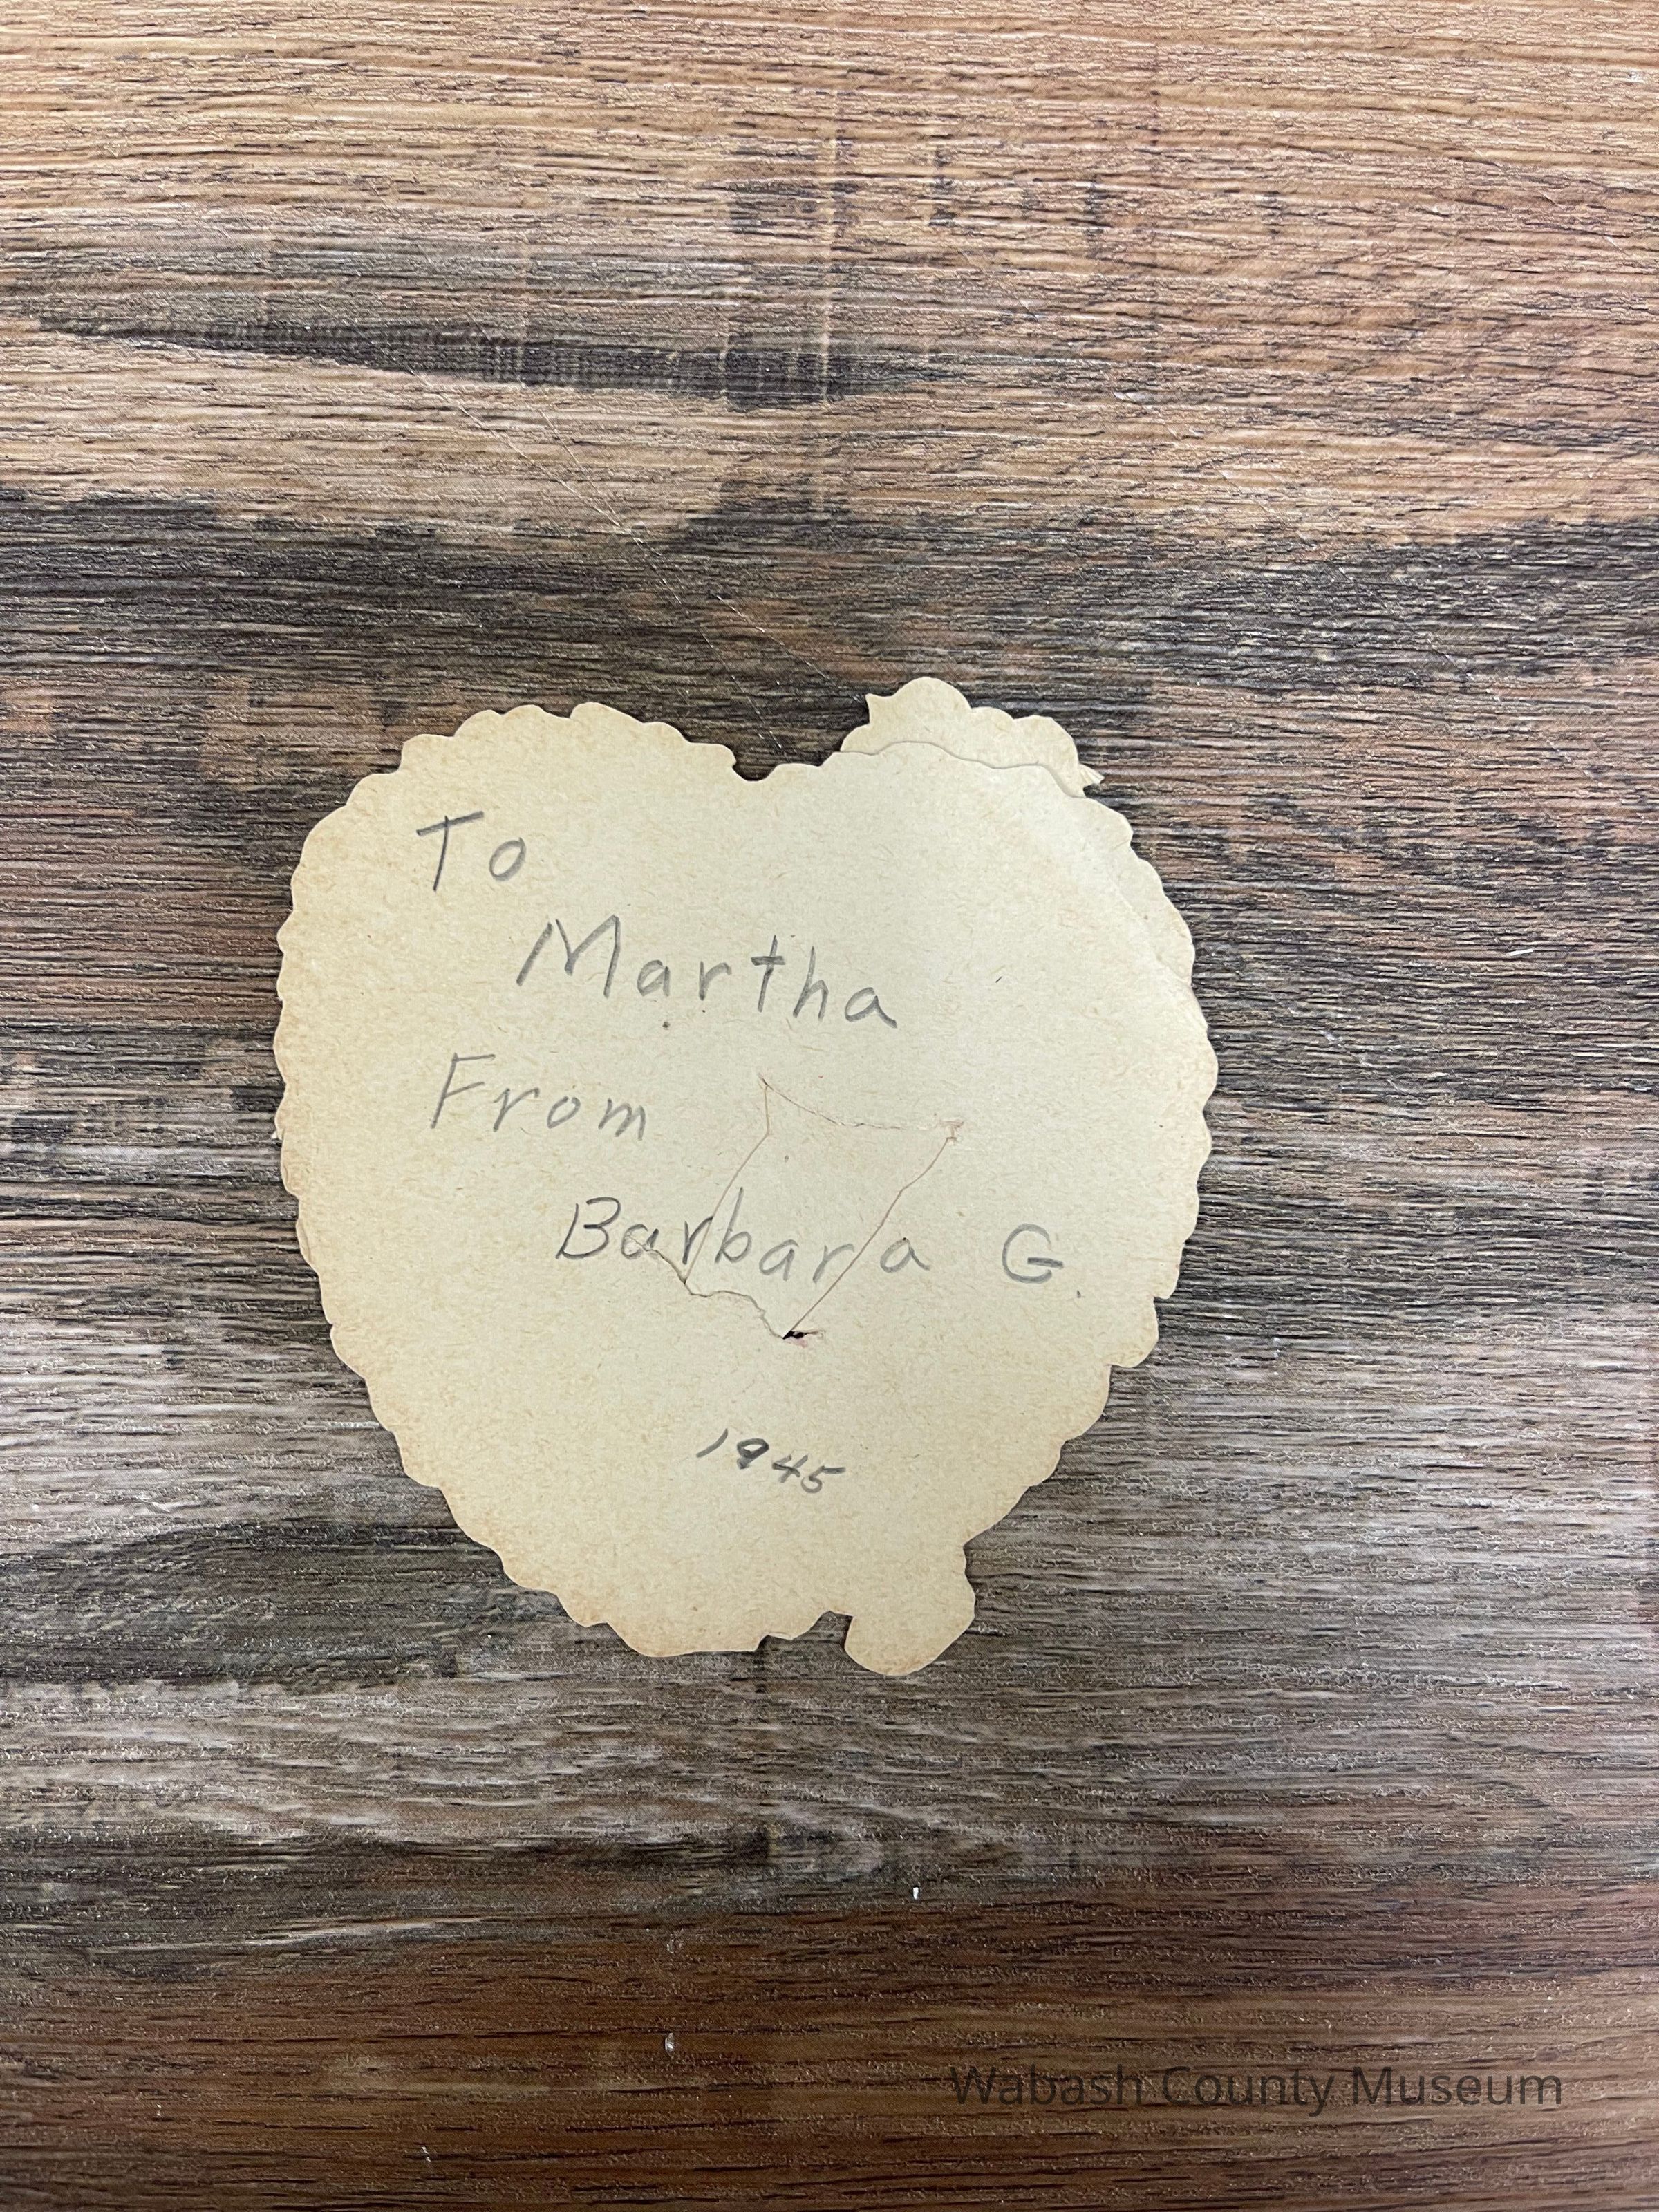 To
Martha
From
Barbara G.
1945
Wabash County Museum